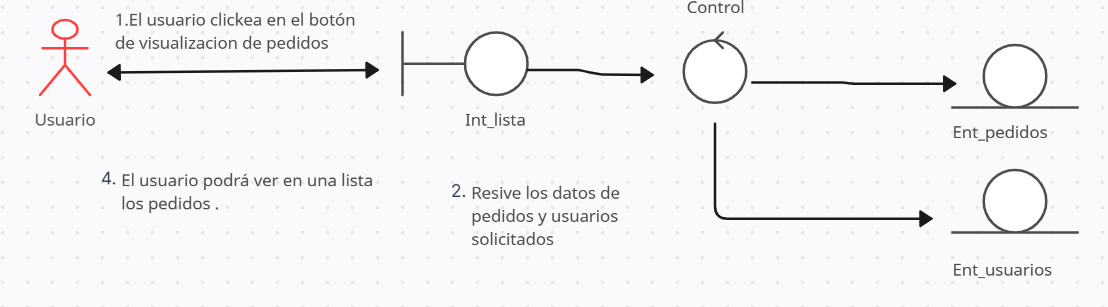 Control
1.El usuario clickea en el botón
de visualizacion de pedidos
Usuario
Int_lista
Ent_pedidos
4. El usuario podrá ver en una lista
los pedidos .
2. Resive los datos de
pedidos y usuarios
solicitados
Ent_usuarios